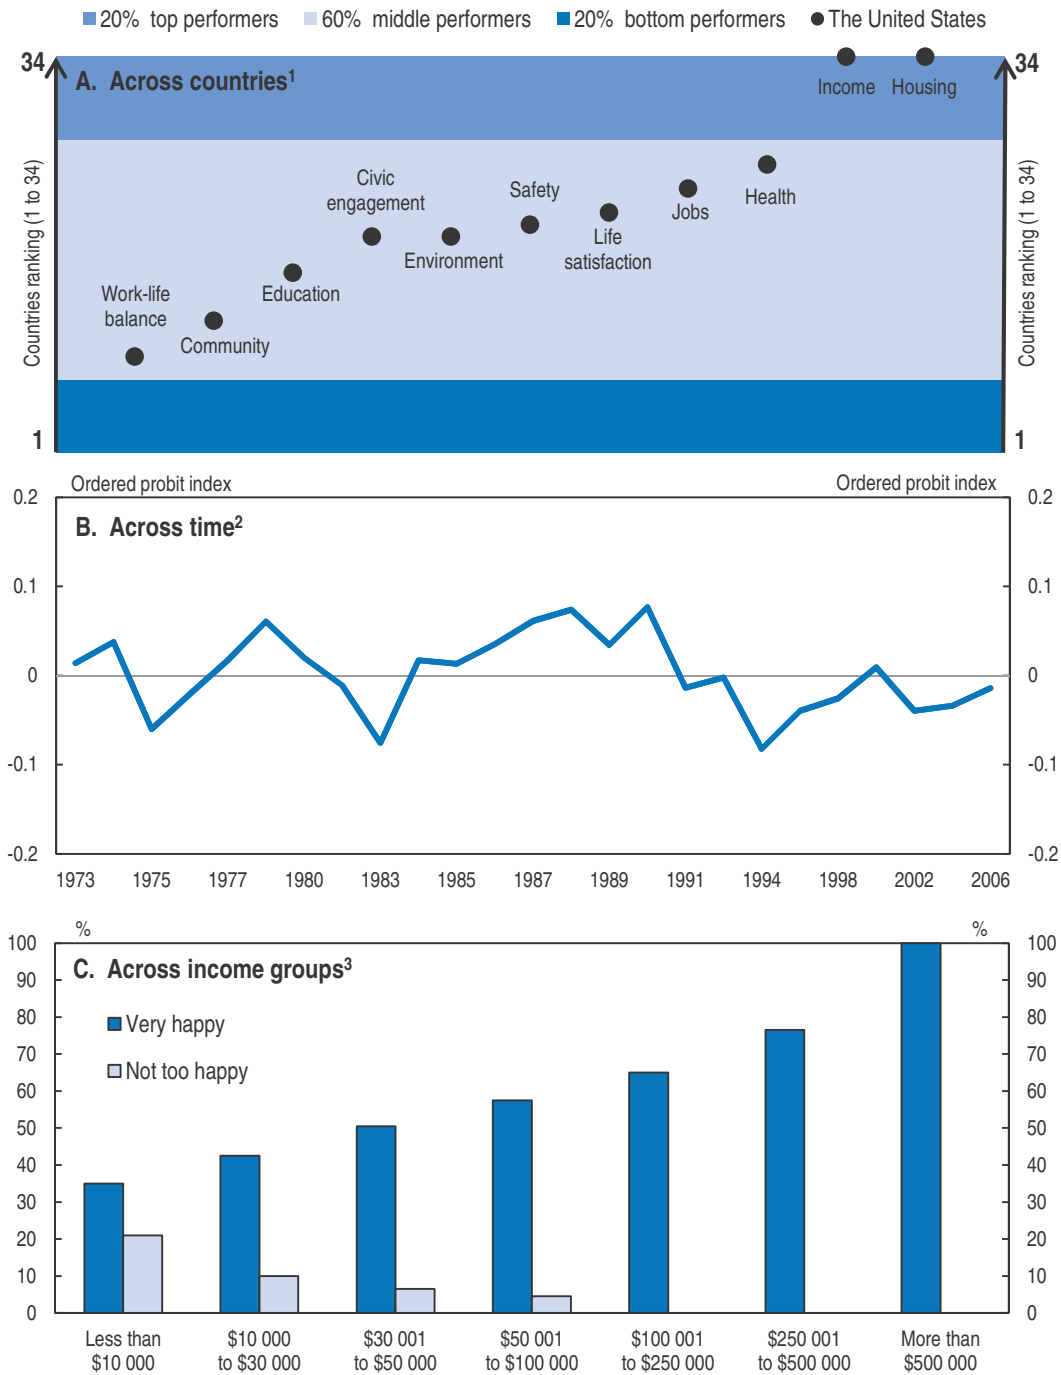 20% top performers 60% middle performers 20% bottom performers The United States
34 34
A. Across countries1
Income Housing
Countries ranking (1 to 34)
Countries ranking (1 to 34)
Civic
engagement
Safety
Health
Jobs
Life
satisfaction
Environment
Education
Work-life
balance
Community
1 1
Ordered probit index Ordered probit index
0.2 0.2
B. Across time2
0.1 0.1
0 0
-0.1 -0.1
-0.2 -0.2
1973 1975 1977 1980 1983 1985 1987 1989 1991 1994 1998 2002 2006
% %
100 100
C. Across income groups3
90 90
Very happy
80 80
Not too happy
70 70
60 60
50 50
40 40
30 30
20 20
10 10
0 0
Less than $10 000 $30 001 $50 001 $100 001 $250 001 More than
$10 000 to $30 000 to $50 000 to $100 000 to $250 000 to $500 000 $500 000